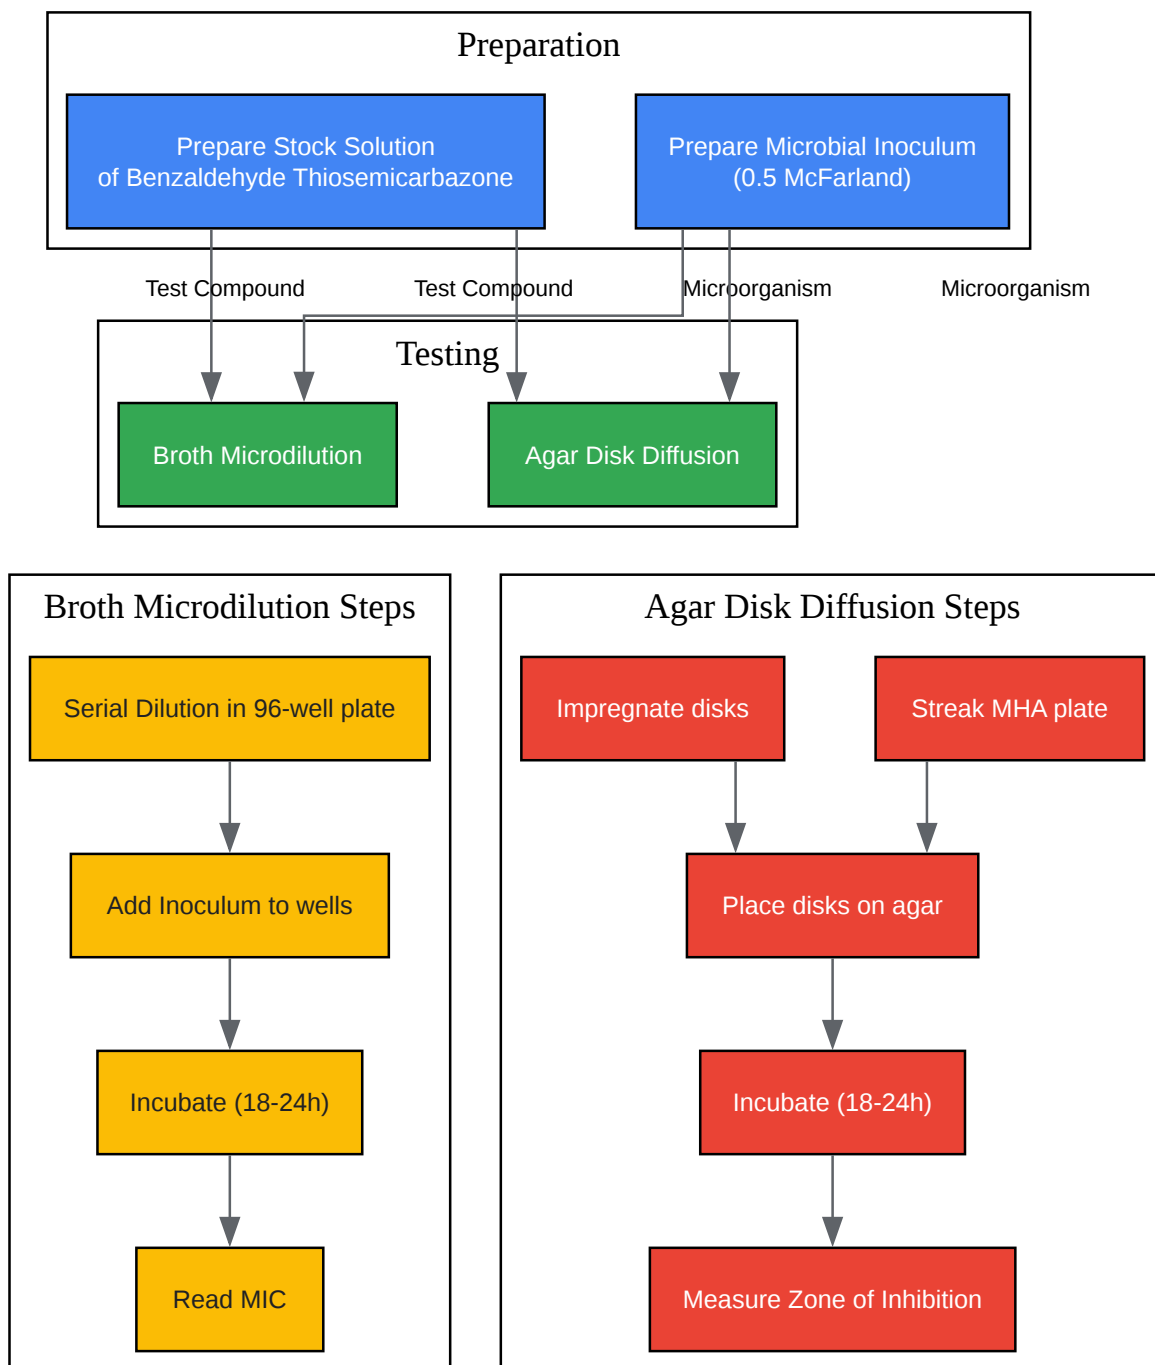 Preparation
Prepare Stock Solution
of Benzaldehyde Thiosemicarbazone
Prepare Microbial Inoculum
(0.5 McFarland)
Test Compound
Test Compound
Microorganism
Microorganism
Testing
Broth Microdilution
Agar Disk Diffusion
Broth Microdilution Steps
Serial Dilution in 96-well plate
Add Inoculum to wells
Incubate (18-24h)
Read MIC
Agar Disk Diffusion Steps
Impregnate disks
Streak MHA plate
Place disks on agar
Incubate (18-24h)
Measure Zone of Inhibition